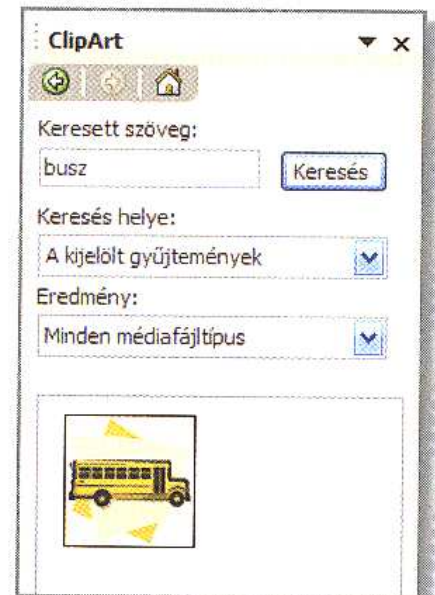 ClipArt
Keresett szöveg:
busz
Keresés
Keresés helye:
A kijelölt gyűjtemények
Eredmény:
Minden médiafájltípus